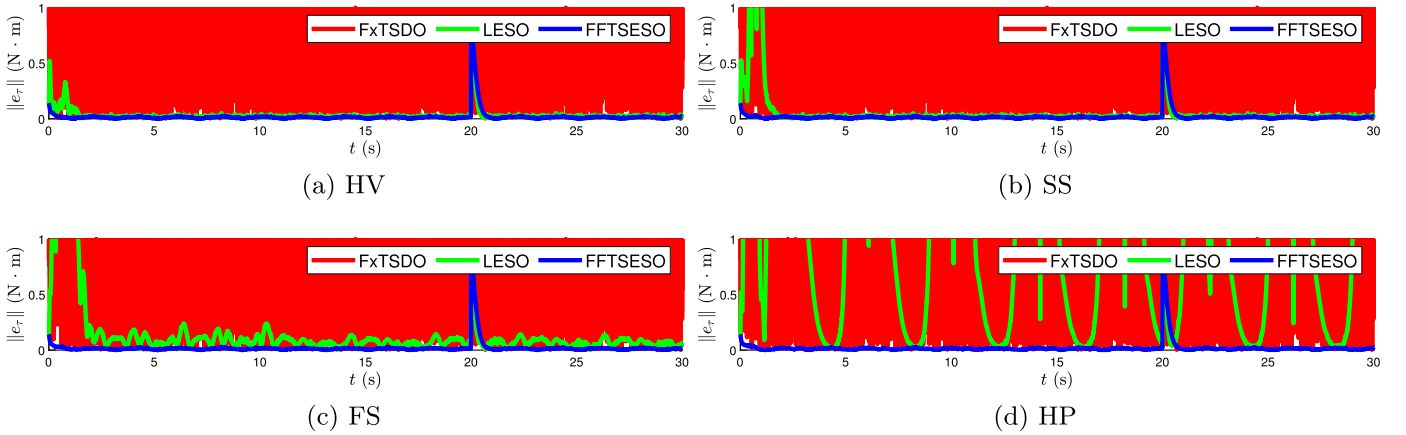 1
FxTSDO LESO FFTSESO
0.5
0
‖e_τ‖ (N · m)
0 5 10 15 20 25 30
t (s)
(a) HV
1
FxTSDO LESO FFTSESO
0.5
0
‖e_τ‖ (N · m)
0 5 10 15 20 25 30
t (s)
(b) SS
1
FxTSDO LESO FFTSESO
0.5
0
‖e_τ‖ (N · m)
0 5 10 15 20 25 30
t (s)
(c) FS
1
FxTSDO LESO FFTSESO
0.5
0
‖e_τ‖ (N · m)
0 5 10 15 20 25 30
t (s)
(d) HP